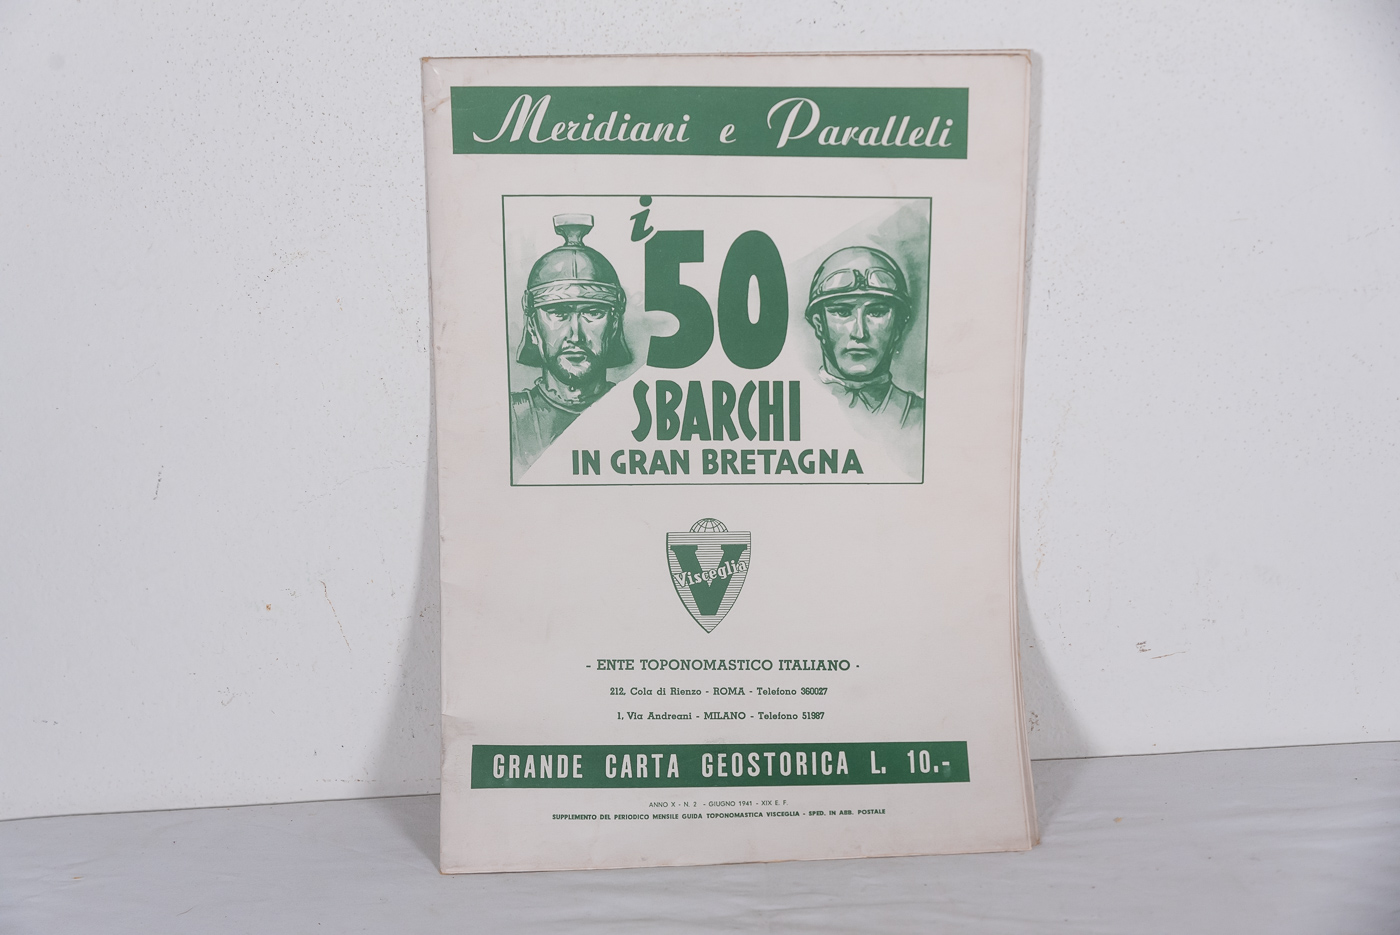 Meridiani e Paralleli
i
50
SBARCHI
IN GRAN BRETAGNA
V
Visceglia
- ENTE TOPONOMASTICO ITALIANO -
212, Cola di Rienzo - ROMA - Telefono 360027
1, Via Andreani - MILANO - Telefono 51987
GRANDE CARTA GEOSTORICA L. 10.-
ANNO X - N. 2 - GIUGNO 1941 - XIX E. F.
SUPPLEMENTO DEL PERIODICO MENSILE GUIDA TOPONOMASTICA VISCEGLIA - SPED. IN ABB. POSTALE